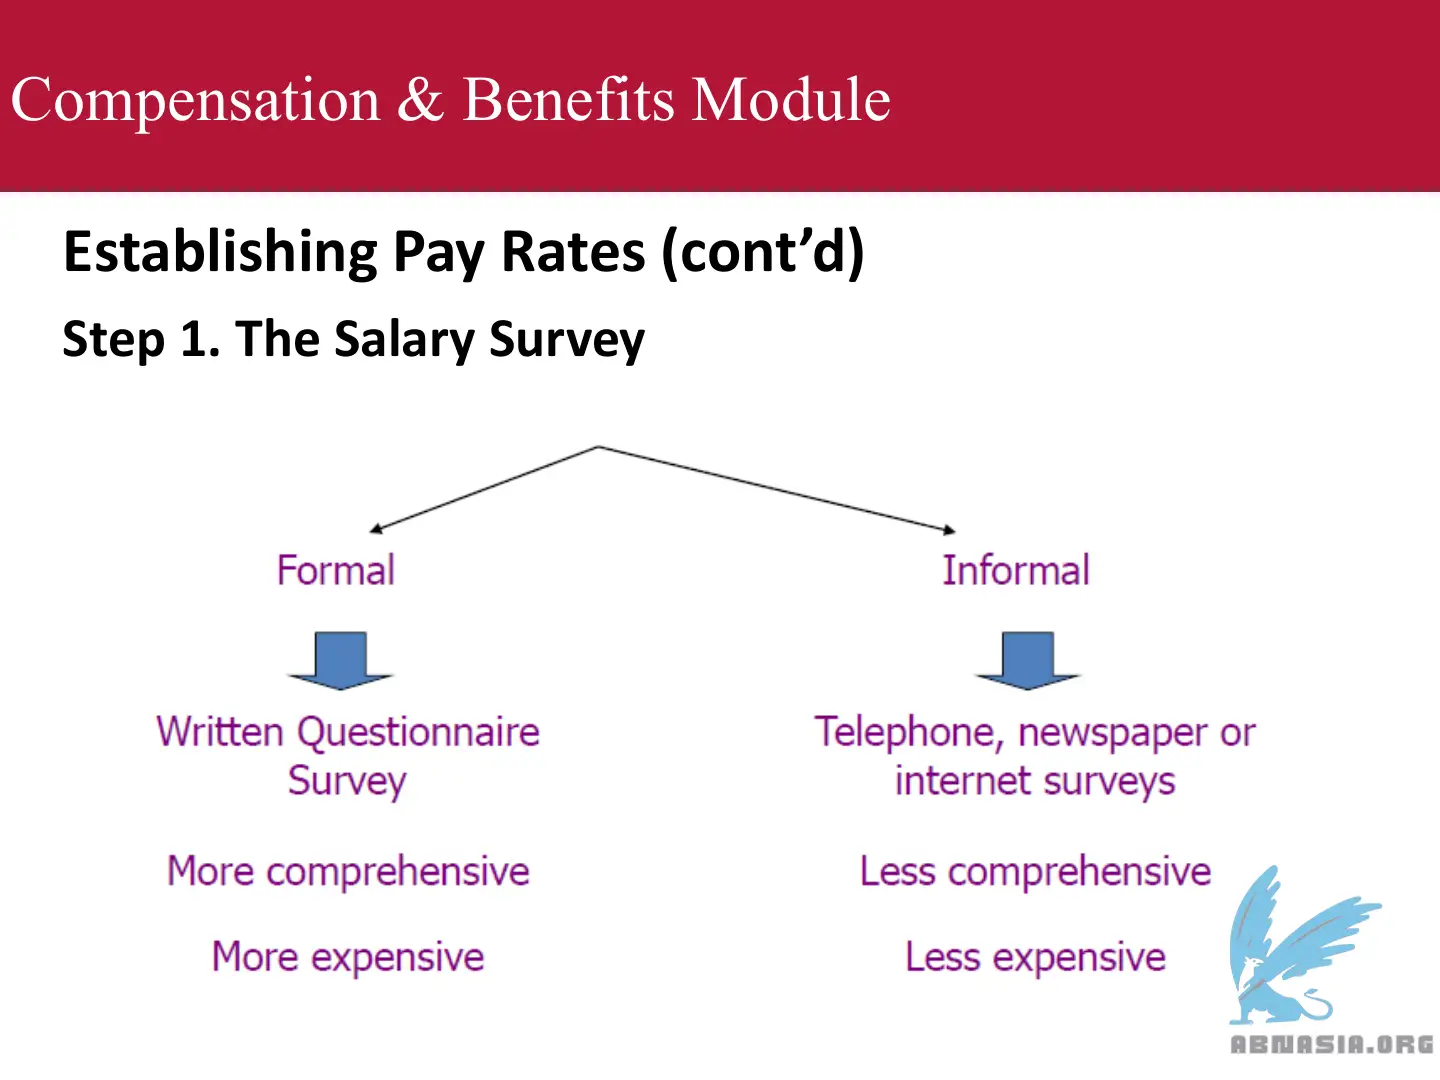 Compensation & Benefits Module
Establishing Pay Rates (cont’d)
Step 1. The Salary Survey
Formal
Informal
Written Questionnaire
Survey
Telephone, newspaper or
internet surveys
More comprehensive
Less comprehensive
More expensive
Less expensive
ABNASIA.ORG